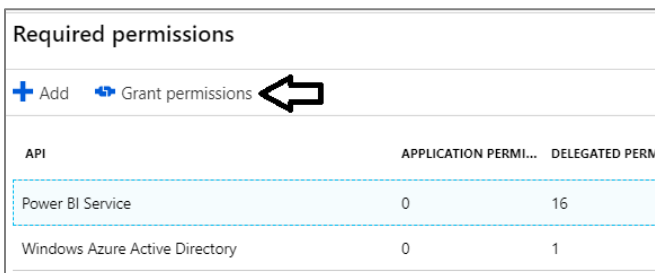 Required permissions
Add Grant permissions
API APPLICATION PERMI... DELEGATED PERM
Power BI Service 0 16
Windows Azure Active Directory 0 1